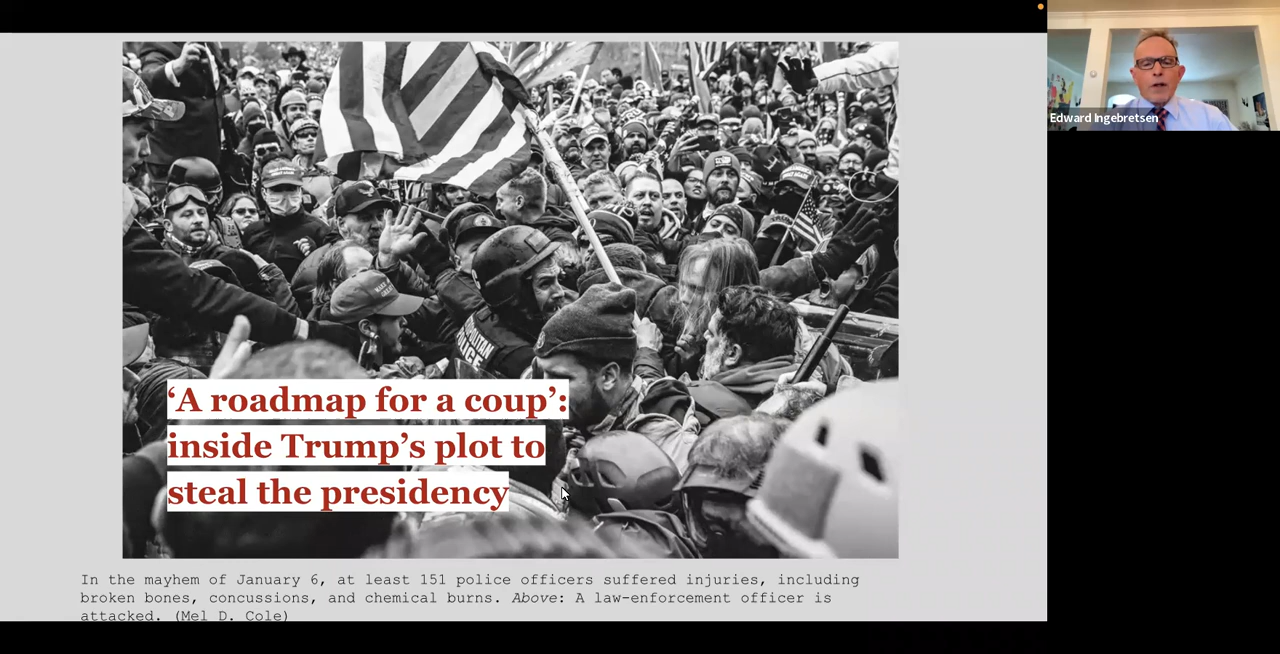 Edward Ingebretsen
METROPOLITAN
POLICE
‘A roadmap for a coup’:
inside Trump’s plot to
steal the presidency
In the mayhem of January 6, at least 151 police officers suffered injuries, including
broken bones, concussions, and chemical burns. Above: A law-enforcement officer is
attacked. (Mel D. Cole)